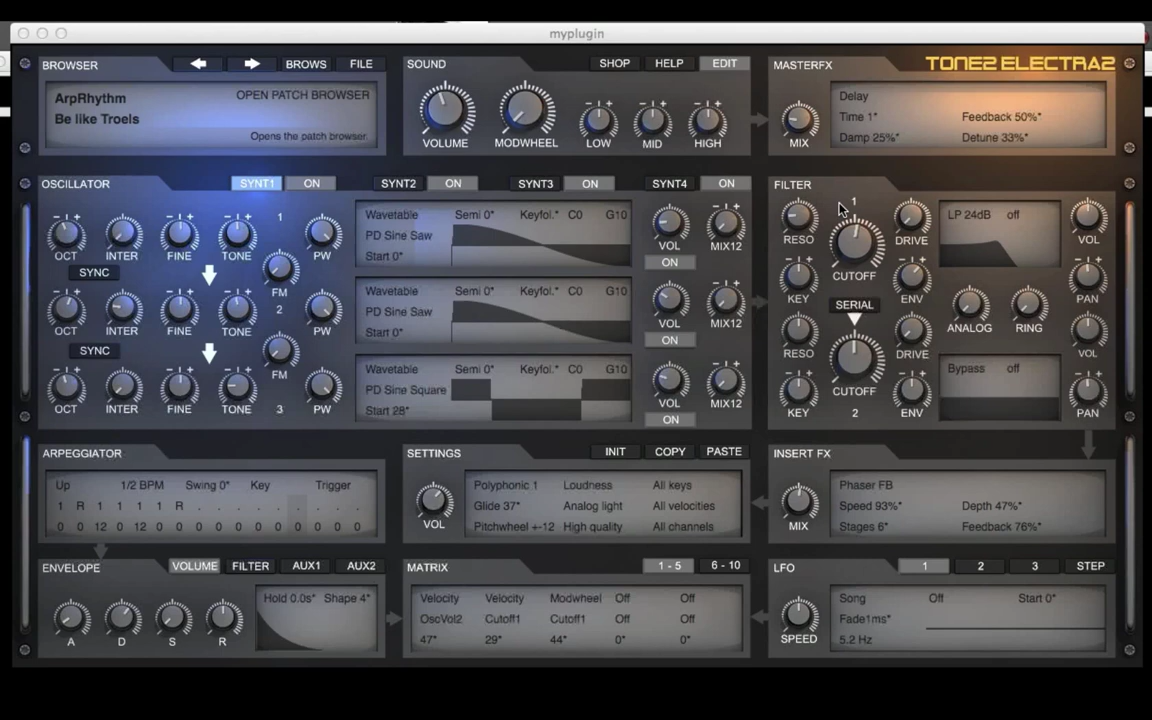 myplugin
BROWSER BROWS FILE
ArpRhythm OPEN PATCH BROWSER
Be like Troels
Opens the patch browser.
SOUND SHOP HELP EDIT
VOLUME MODWHEEL LOW MID HIGH
MASTERFX TONE2 ELECTRA2
MIX
Delay
Time 1* Feedback 50%*
Damp 25%* Detune 33%*
OSCILLATOR SYNT1 ON SYNT2 ON SYNT3 ON SYNT4 ON
OCT INTER FINE TONE 1 PW
SYNC
FM
Wavetable Semi 0* Keyfol.* C0 G10
PD Sine Saw
Start 0*
VOL MIX12
ON
OCT INTER FINE TONE 2 PW
SYNC
FM
Wavetable Semi 0* Keyfol.* C0 G10
PD Sine Saw
Start 0*
VOL MIX12
ON
OCT INTER FINE TONE 3 PW
Wavetable Semi 0* Keyfol.* C0 G10
PD Sine Square
Start 28*
VOL MIX12
ON
FILTER
RESO 1 CUTOFF DRIVE
LP 24dB off
VOL
KEY ENV PAN
SERIAL
ANALOG RING
RESO CUTOFF DRIVE
Bypass off
VOL
KEY 2 ENV PAN
ARPEGGIATOR
Up 1/2 BPM Swing 0* Key Trigger
1 R 1 1 1 1 R . . . . . . . . .
0 0 12 0 12 0 0 0 0 0 0 0 0 0 0 0
SETTINGS INIT COPY PASTE
VOL
Polyphonic 1 Loudness All keys
Glide 37* Analog light All velocities
Pitchwheel +-12 High quality All channels
INSERT FX
MIX
Phaser FB
Speed 93%* Depth 47%*
Stages 6* Feedback 76%*
ENVELOPE VOLUME FILTER AUX1 AUX2
A D S R
Hold 0.0s* Shape 4*
MATRIX 1 - 5 6 - 10
Velocity Velocity Modwheel Off Off
OscVol2 Cutoff1 Cutoff1 Off Off
47* 29* 44* 0* 0*
LFO 1 2 3 STEP
SPEED
Song Off Start 0*
Fade1ms*
5.2 Hz